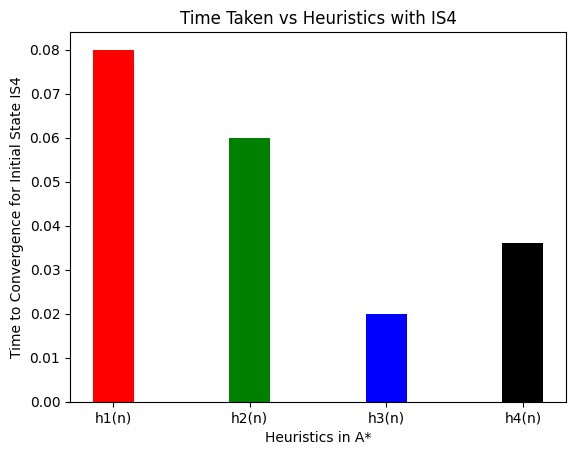 Time Taken vs Heuristics with IS4
Time to Convergence for Initial State IS4
0.08
0.07
0.06
0.05
0.04
0.03
0.02
0.01
0.00
h1(n) h2(n) h3(n) h4(n)
Heuristics in A*